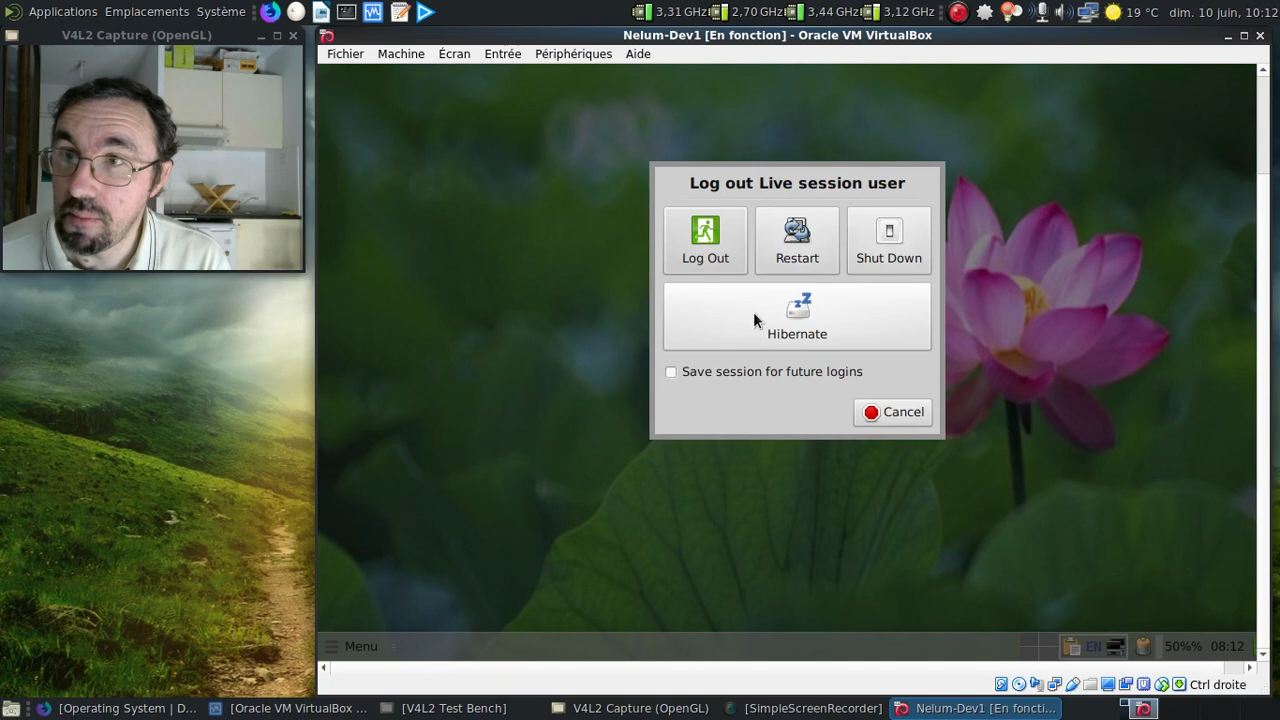 Applications Emplacements Système
3,31 GHz 2,70 GHz 3,43 GHz 3,12 GHz 19 °C dim. 10 juin, 10:12
V4L2 Capture (OpenGL)
Nelum-Dev1 [En fonction] - Oracle VM VirtualBox
Fichier Machine Écran Entrée Périphériques Aide
Log out Live session user
Log Out Restart Shut Down
Hibernate
Save session for future logins
Cancel
Menu EN 50%% 08:12
Ctrl droite
[Operating System | D... [Oracle VM VirtualBox ... [V4L2 Test Bench] V4L2 Capture (OpenGL) [SimpleScreenRecorder] Nelum-Dev1 [En foncti...